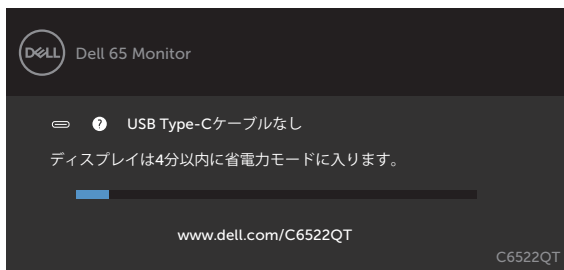 DELL Dell 65 Monitor
? USB Type-Cケーブルなし
ディスプレイは4分以内に省電力モードに入ります。
www.dell.com/C6522QT
C6522QT